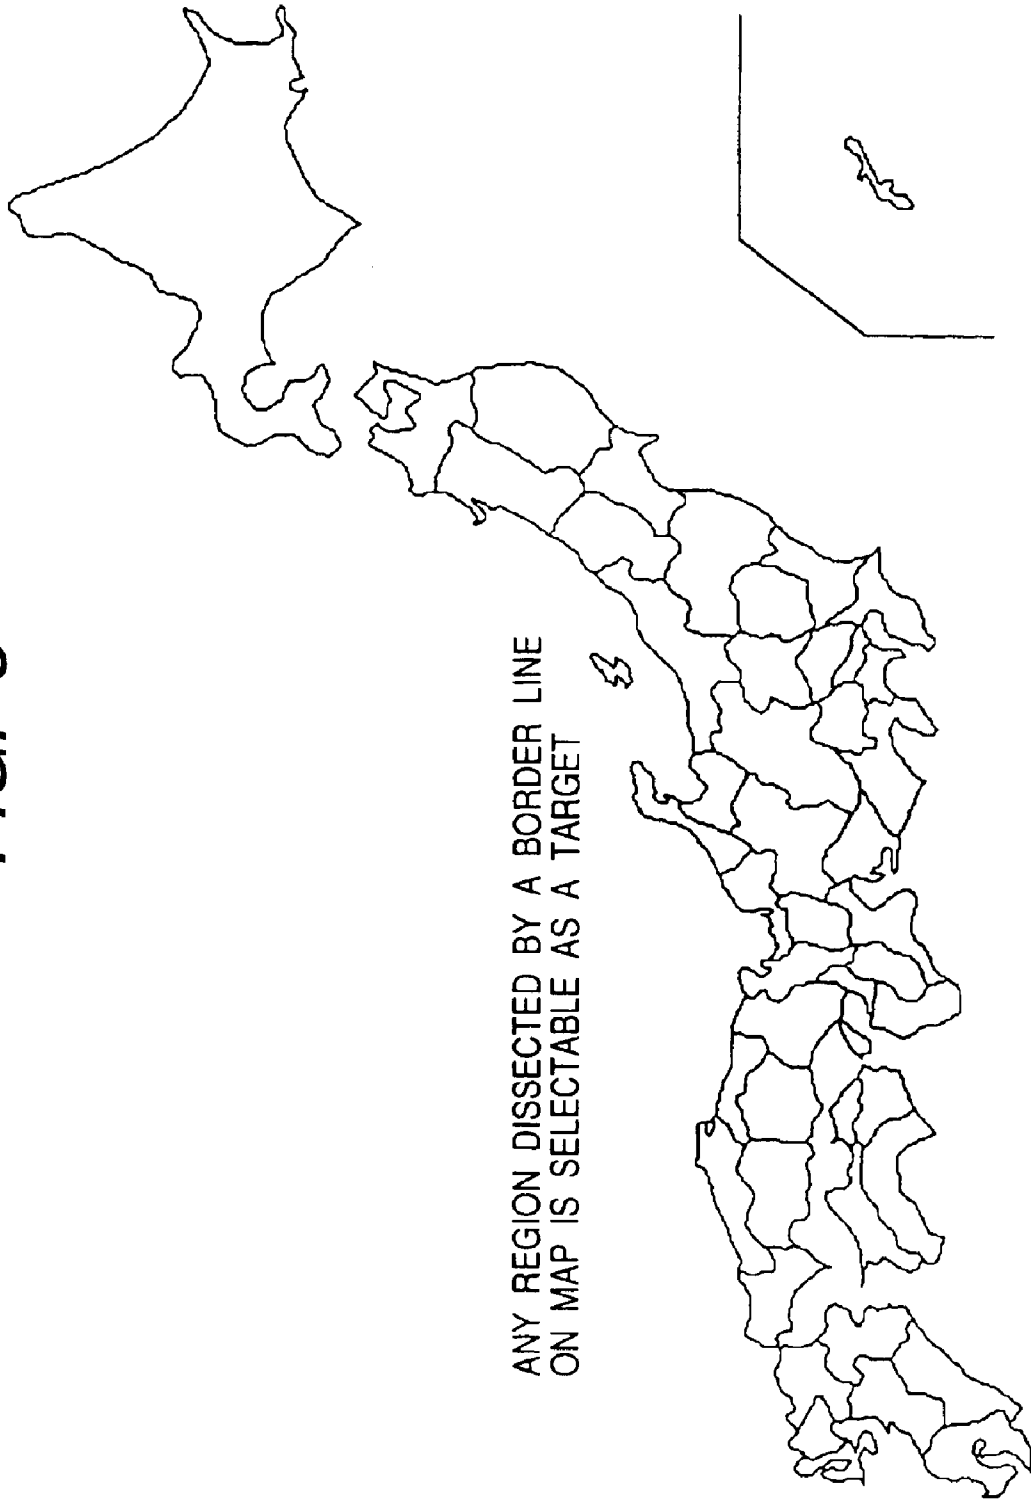 ANY REGION DISSECTED BY A BORDER LINE
ON MAP IS SELECTABLE AS A TARGET